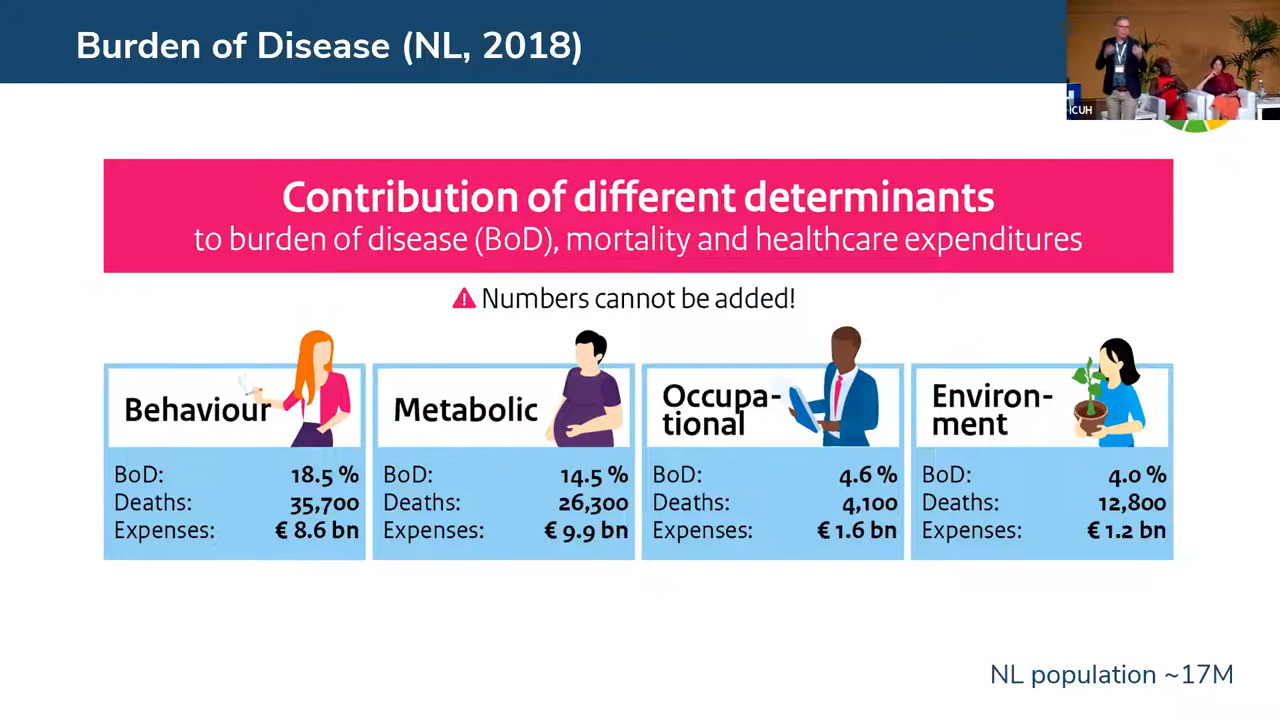 Burden of Disease (NL, 2018)
ICUH
Contribution of different determinants
to burden of disease (BoD), mortality and healthcare expenditures
Numbers cannot be added!
Behaviour
BoD: 18.5 %
Deaths: 35,700
Expenses: € 8.6 bn
Metabolic
BoD: 14.5 %
Deaths: 26,300
Expenses: € 9.9 bn
Occupa-
tional
BoD: 4.6 %
Deaths: 4,100
Expenses: € 1.6 bn
Environ-
ment
BoD: 4.0 %
Deaths: 12,800
Expenses: € 1.2 bn
NL population ~17M